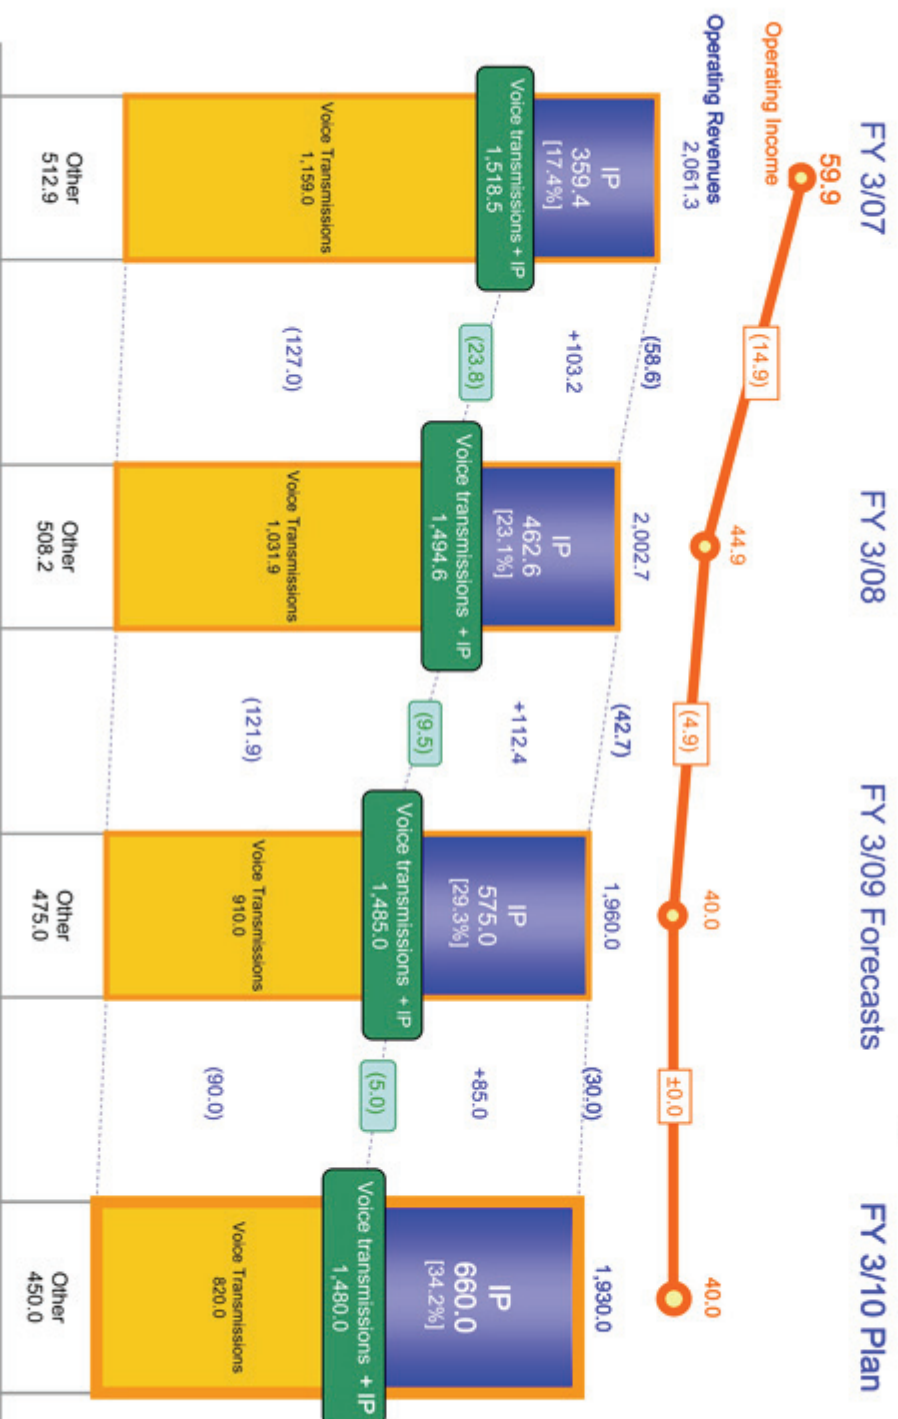 FY 3/07
FY 3/08
FY 3/09 Forecasts
FY 3/10 Plan
59.9
Operating Income
(14.9)
44.9
(4.9)
40.0
±0.0
40.0
Operating Revenues
2,061.3
(58.6)
2,002.7
(42.7)
1,960.0
(30.0)
1,930.0
IP
359.4
[17.4%]
+103.2
IP
462.6
[23.1%]
+112.4
IP
575.0
[29.3%]
+85.0
IP
660.0
[34.2%]
Voice transmissions + IP
1,518.5
(23.8)
Voice transmissions + IP
1,494.6
(9.5)
Voice transmissions + IP
1,485.0
(5.0)
Voice transmissions + IP
1,480.0
Voice Transmissions
1,159.0
(127.0)
Voice Transmissions
1,031.9
(121.9)
Voice Transmissions
910.0
(90.0)
Voice Transmissions
820.0
Other
512.9
Other
508.2
Other
475.0
Other
450.0